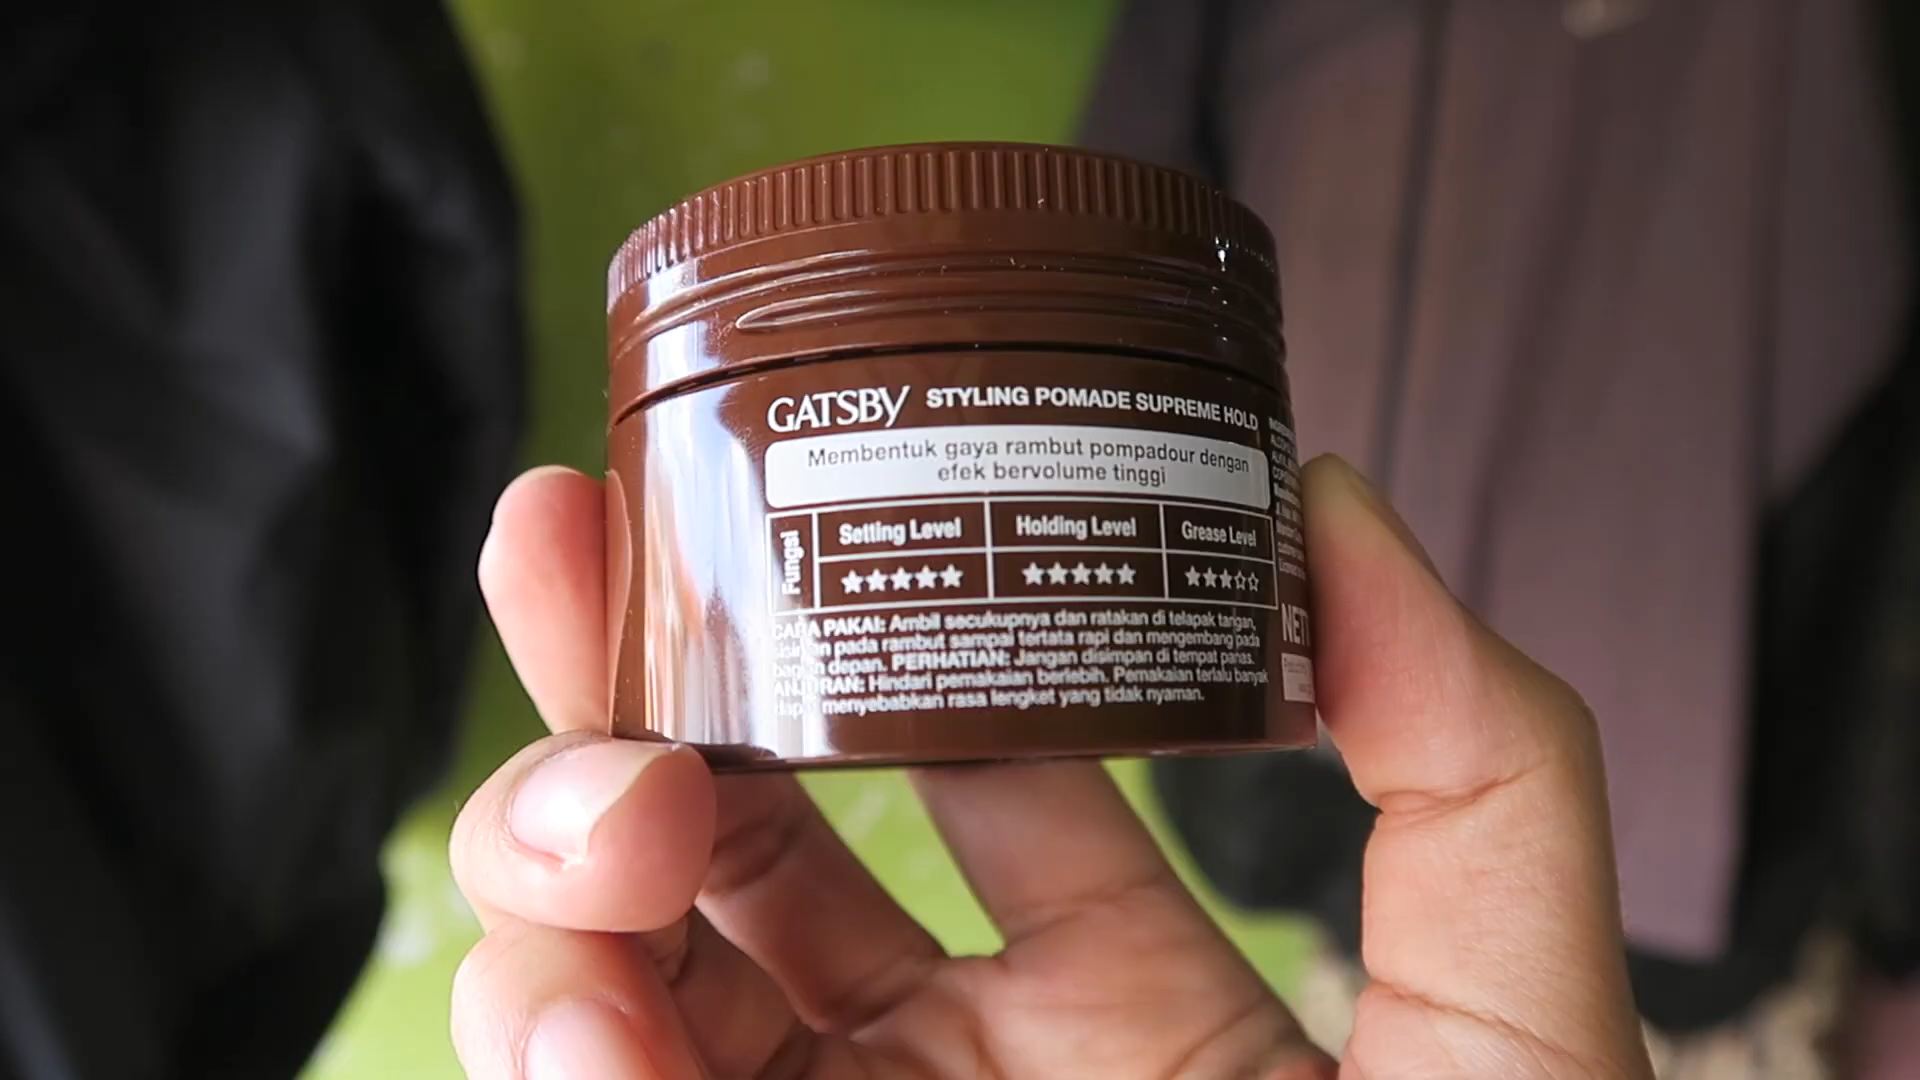 GATSBY STYLING POMADE SUPREME HOLD
Membentuk gaya rambut pompadour dengan
efek bervolume tinggi
Fungsi
Setting Level Holding Level Grease Level
★★★★★ ★★★★★ ★★★☆☆
CARA PAKAI: Ambil secukupnya dan ratakan di telapak tangan,
sisirkan pada rambut sampai tertata rapi dan mengembang pada
bagian depan. PERHATIAN: Jangan disimpan di tempat panas.
ANJURAN: Hindari pemakaian berlebih. Pemakaian terlalu banyak
dapat menyebabkan rasa lengket yang tidak nyaman.